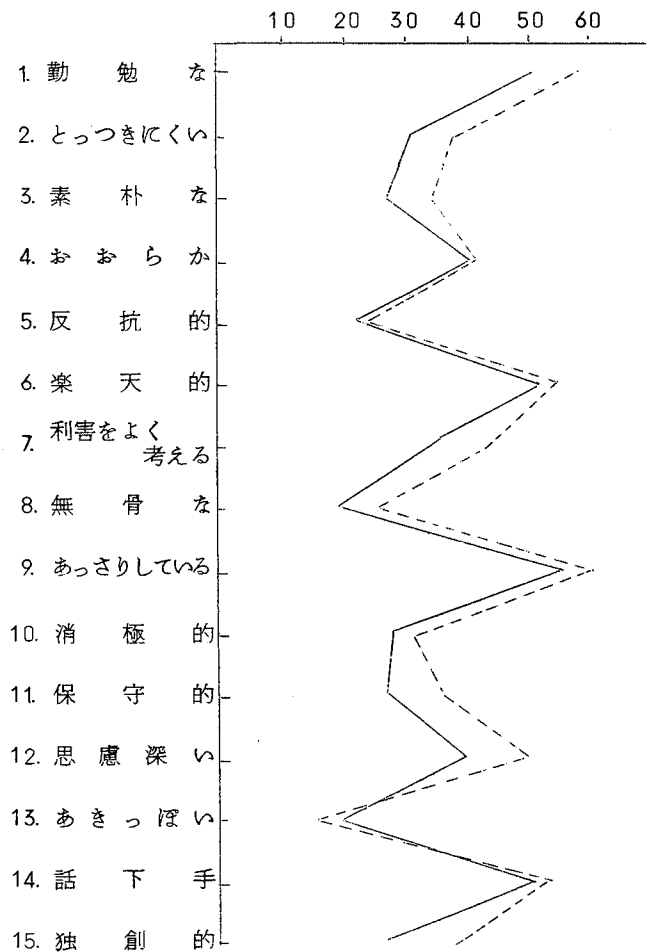 10 20 30 40 50 60
1. 勤勉な
2. とっつきにくい
3. 素朴な
4. おおらか
5. 反抗的
6. 楽天的
7. 利害をよく
考える
8. 無骨な
9. あっさりしている
10. 消極的
11. 保守的
12. 思慮深い
13. あきっぽい
14. 話下手
15. 独創的